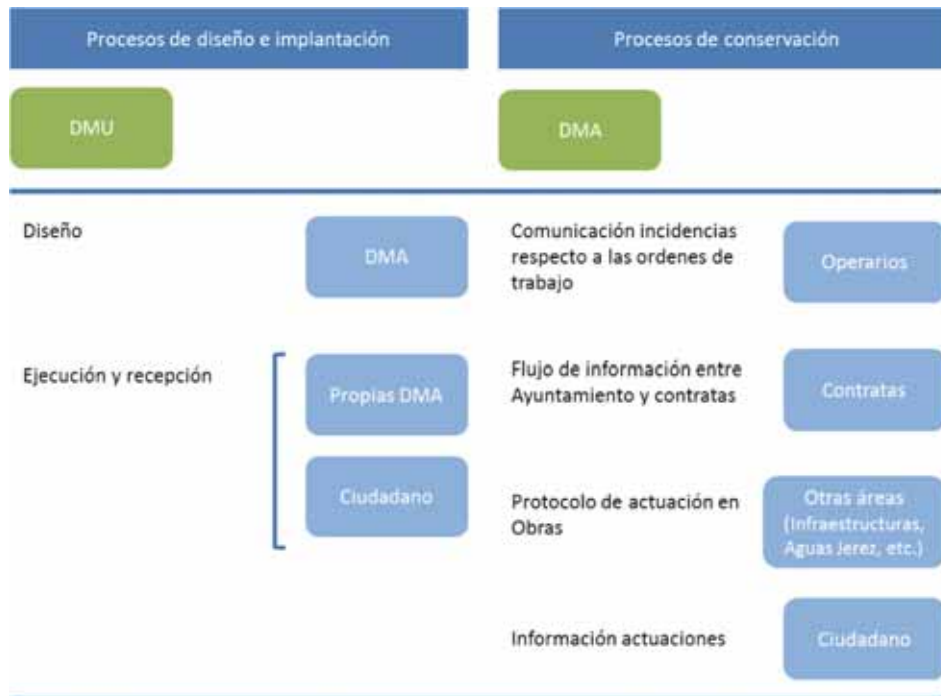 Procesos de diseño e implantación
DMU
Diseño
DMA
Ejecución y recepción
Propias DMA
Ciudadano
Procesos de conservación
DMA
Comunicación incidencias
respecto a las ordenes de
trabajo
Operarios
Flujo de información entre
Ayuntamiento y contratas
Contratas
Protocolo de actuación en
Obras
Otras áreas
(Infraestructuras,
Aguas Jerez, etc.)
Información actuaciones
Ciudadano